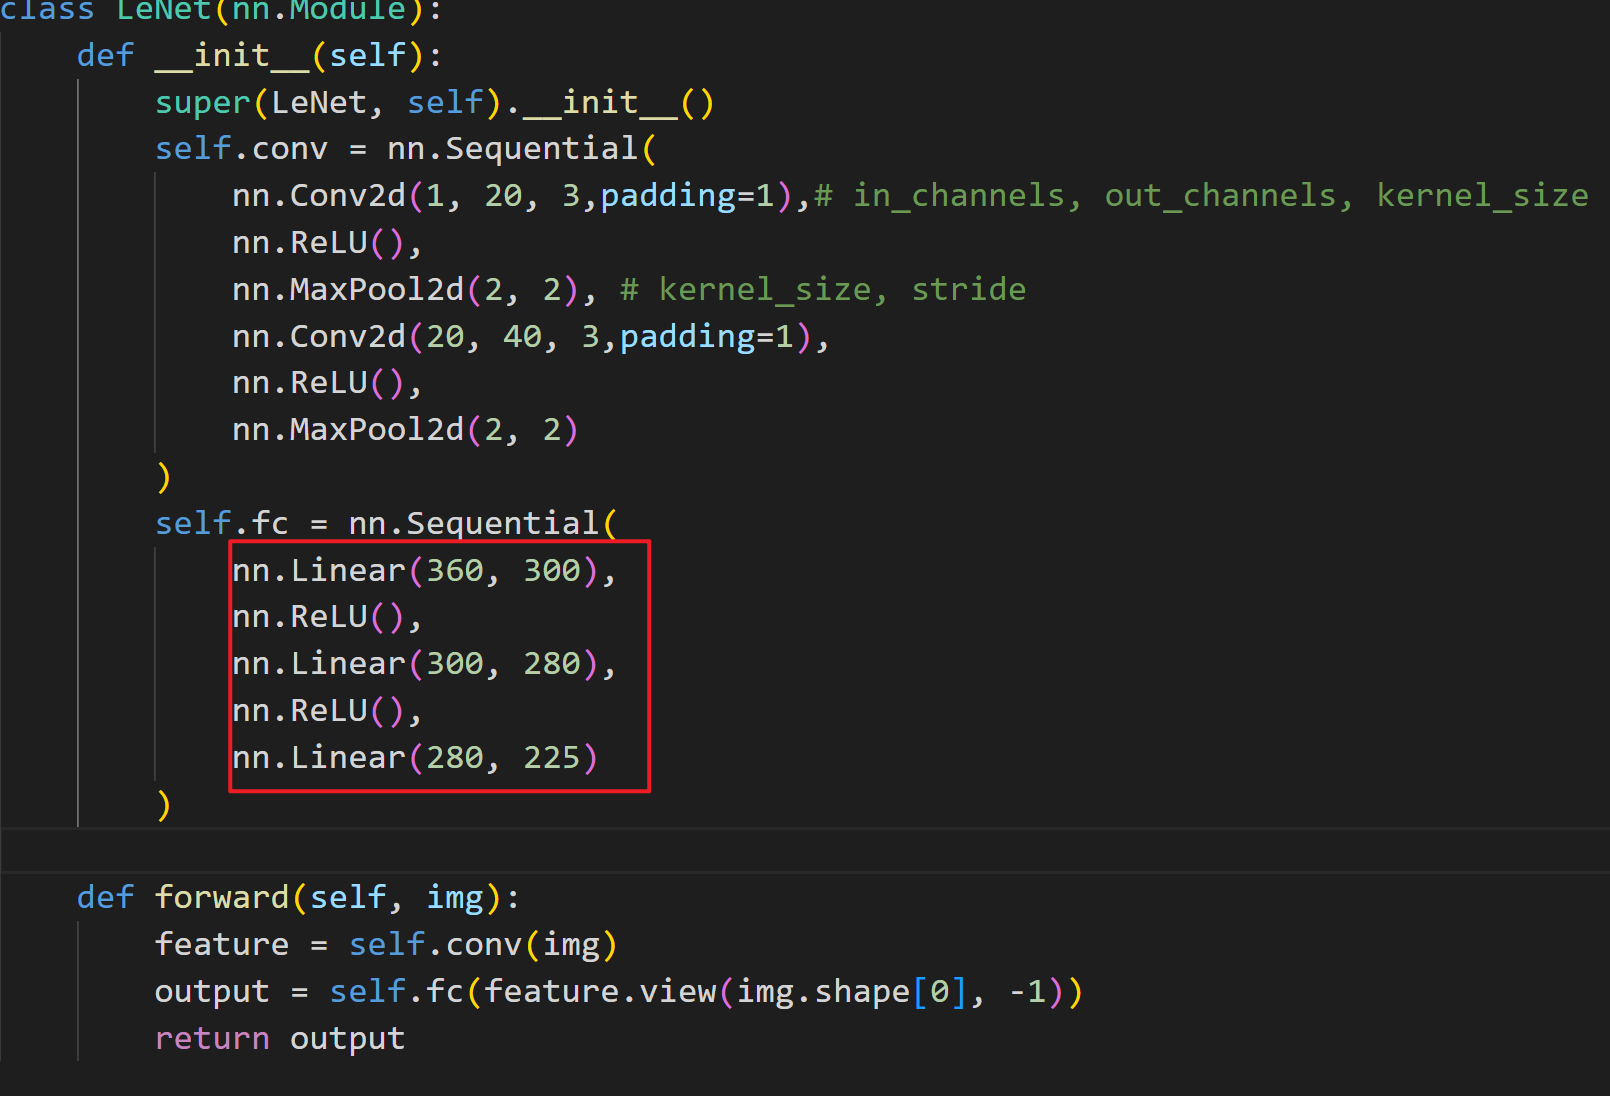 class LeNet(nn.Module):
    def __init__(self):
        super(LeNet, self).__init__()
        self.conv = nn.Sequential(
            nn.Conv2d(1, 20, 3,padding=1),# in_channels, out_channels, kernel_size
            nn.ReLU(),
            nn.MaxPool2d(2, 2), # kernel_size, stride
            nn.Conv2d(20, 40, 3,padding=1),
            nn.ReLU(),
            nn.MaxPool2d(2, 2)
        )
        self.fc = nn.Sequential(
            nn.Linear(360, 300),
            nn.ReLU(),
            nn.Linear(300, 280),
            nn.ReLU(),
            nn.Linear(280, 225)
        )
    def forward(self, img):
        feature = self.conv(img)
        output = self.fc(feature.view(img.shape[0], -1))
        return output